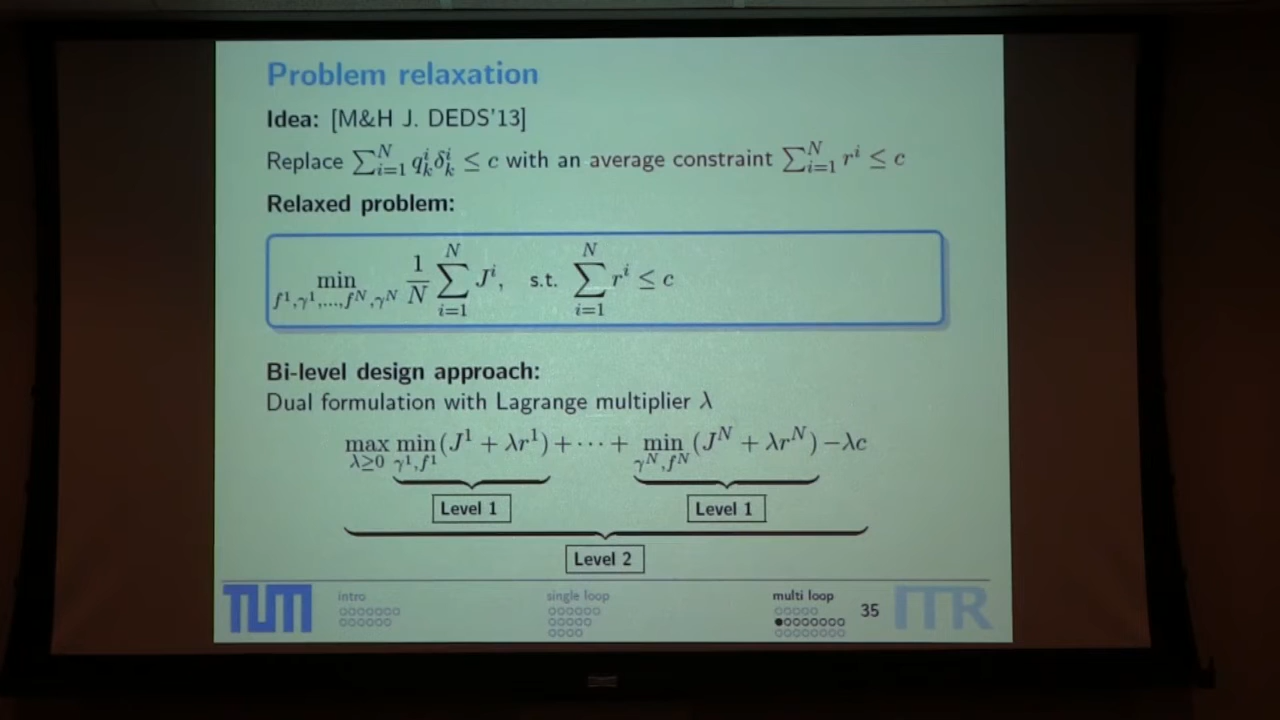 Problem relaxation
Idea: [M&H J. DEDS'13]
Replace ∑_{i=1}^{N} q_k^i δ_k^i ≤ c with an average constraint ∑_{i=1}^{N} r^i ≤ c
Relaxed problem:
min_{f^1,γ^1,...,f^N,γ^N} 1/N ∑_{i=1}^{N} J^i, s.t. ∑_{i=1}^{N} r^i ≤ c
Bi-level design approach:
Dual formulation with Lagrange multiplier λ
max_{λ≥0} min_{γ^1,f^1} (J^1 + λr^1) + ⋯ + min_{γ^N,f^N} (J^N + λr^N) −λc
Level 1 Level 1
Level 2
TUM intro single loop multi loop 35 ITR